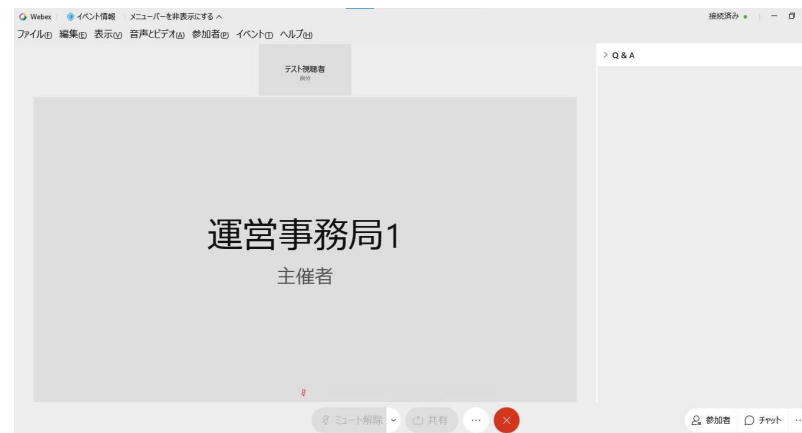 Webex イベント情報 メニューバーを非表示にする 接続済み
ファイル(F) 編集(E) 表示(V) 音声とビデオ(A) 参加者(P) イベント(T) ヘルプ(H)
Q & A
テスト視聴者
自分
運営事務局1
主催者
ミュート解除 共有 ... 参加者 チャット ...